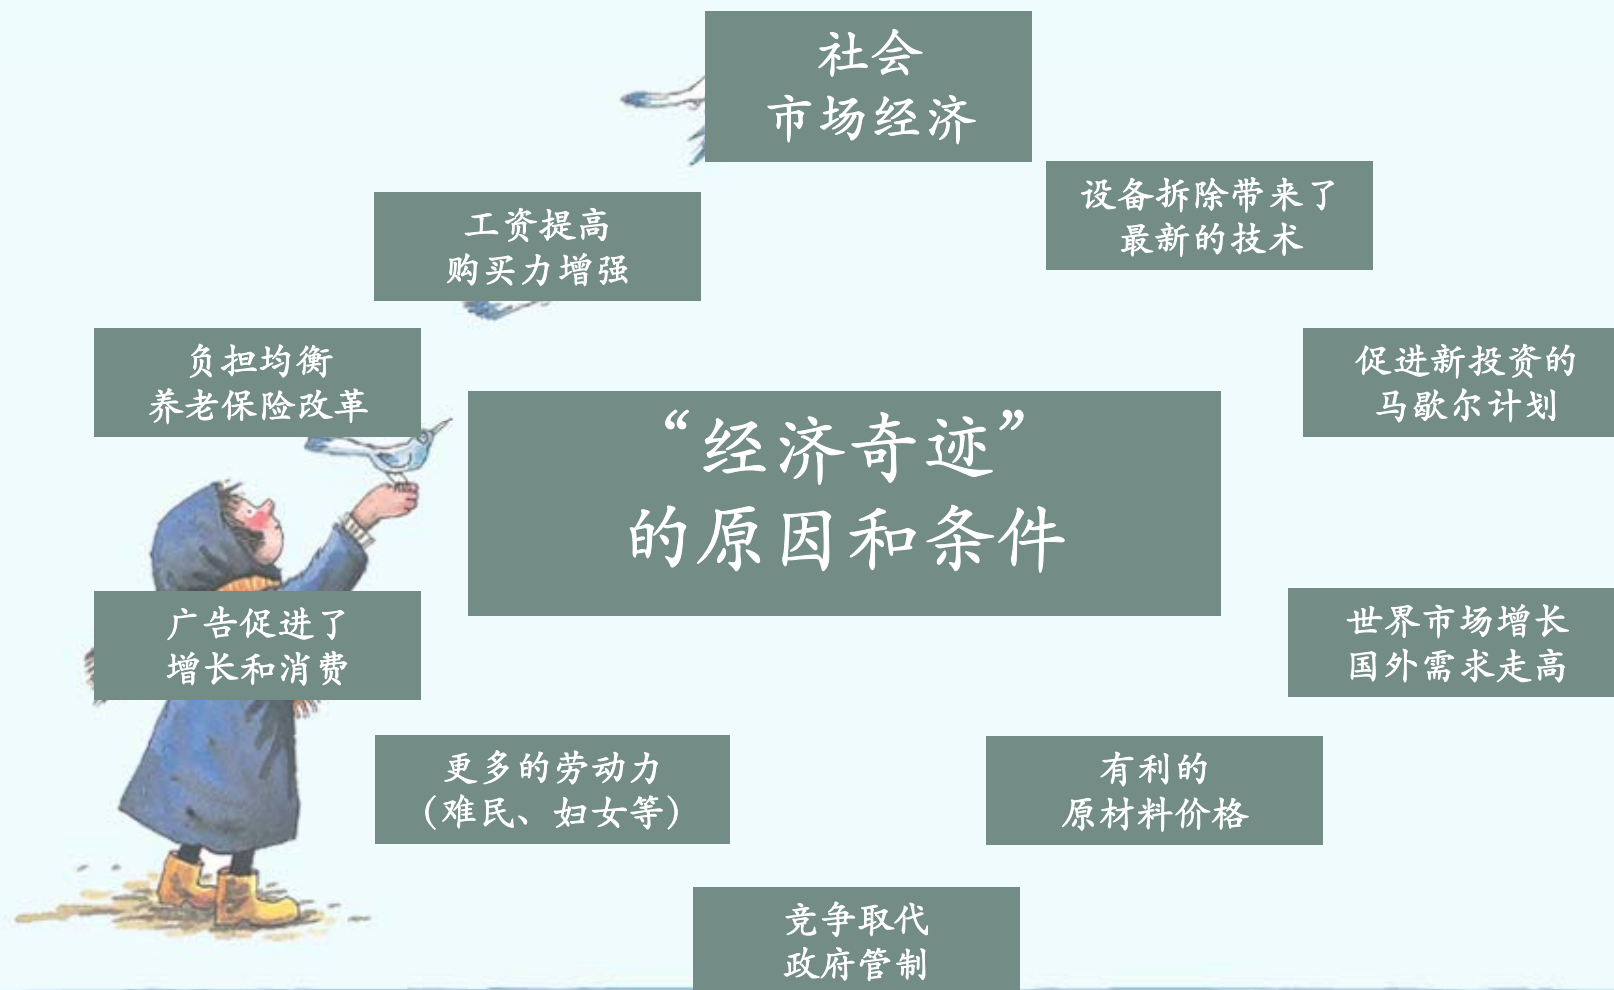 社会
市场经济
设备拆除带来了
最新的技术
工资提高
购买力增强
负担均衡
养老保险改革
促进新投资的
马歇尔计划
“经济奇迹”
的原因和条件
广告促进了
增长和消费
世界市场增长
国外需求走高
更多的劳动力
（难民、妇女等）
有利的
原材料价格
竞争取代
政府管制